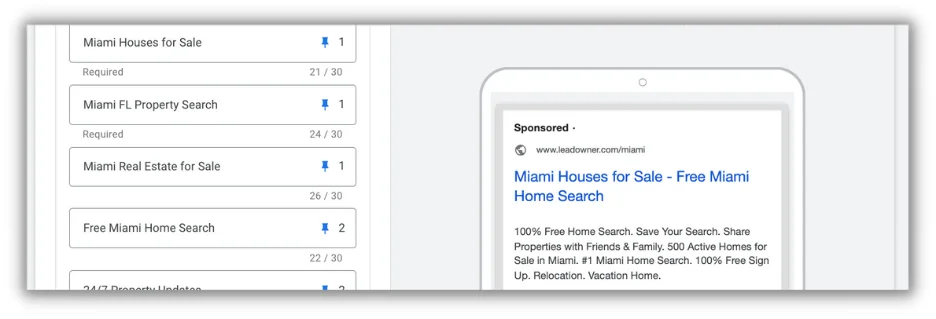 Miami Houses for Sale 1
Required 21 / 30
Miami FL Property Search 1
Required 24 / 30
Miami Real Estate for Sale 1
26 / 30
Free Miami Home Search 2
22 / 30
24/7 Property Updates 2
Sponsored ·
www.leadowner.com/miami
Miami Houses for Sale - Free Miami
Home Search
100% Free Home Search. Save Your Search. Share
Properties with Friends & Family. 500 Active Homes for
Sale in Miami. #1 Miami Home Search. 100% Free Sign
Up. Relocation. Vacation Home.